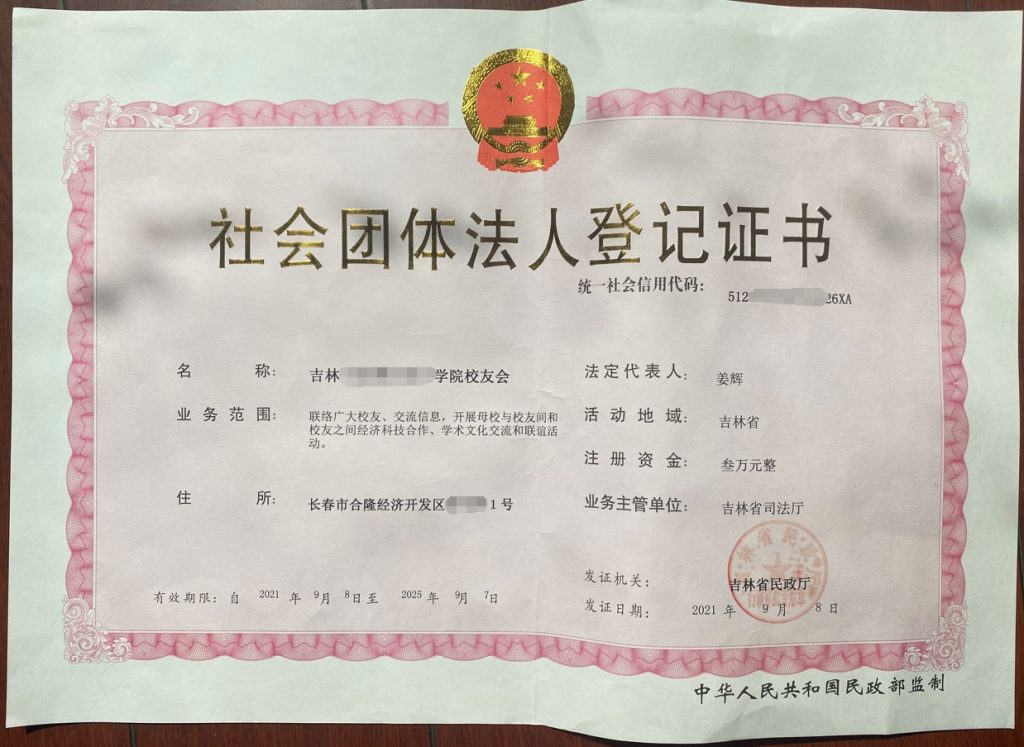 社会团体法人登记证书
统一社会信用代码: 512 26XA
名 称: 吉林 学院校友会
业务范围: 联络广大校友、交流信息，开展母校与校友间和
校友之间经济科技合作、学术文化交流和联谊活
动。
住 所: 长春市合隆经济开发区 1号
法定代表人: 姜辉
活动地域: 吉林省
注册资金: 叁万元整
业务主管单位: 吉林省司法厅
发证机关: 吉林省民政厅
发证日期: 2021 年 9 月 8 日
有效期限: 自 2021 年 9月 8日至 2025 年 9月 7日
中华人民共和国民政部监制